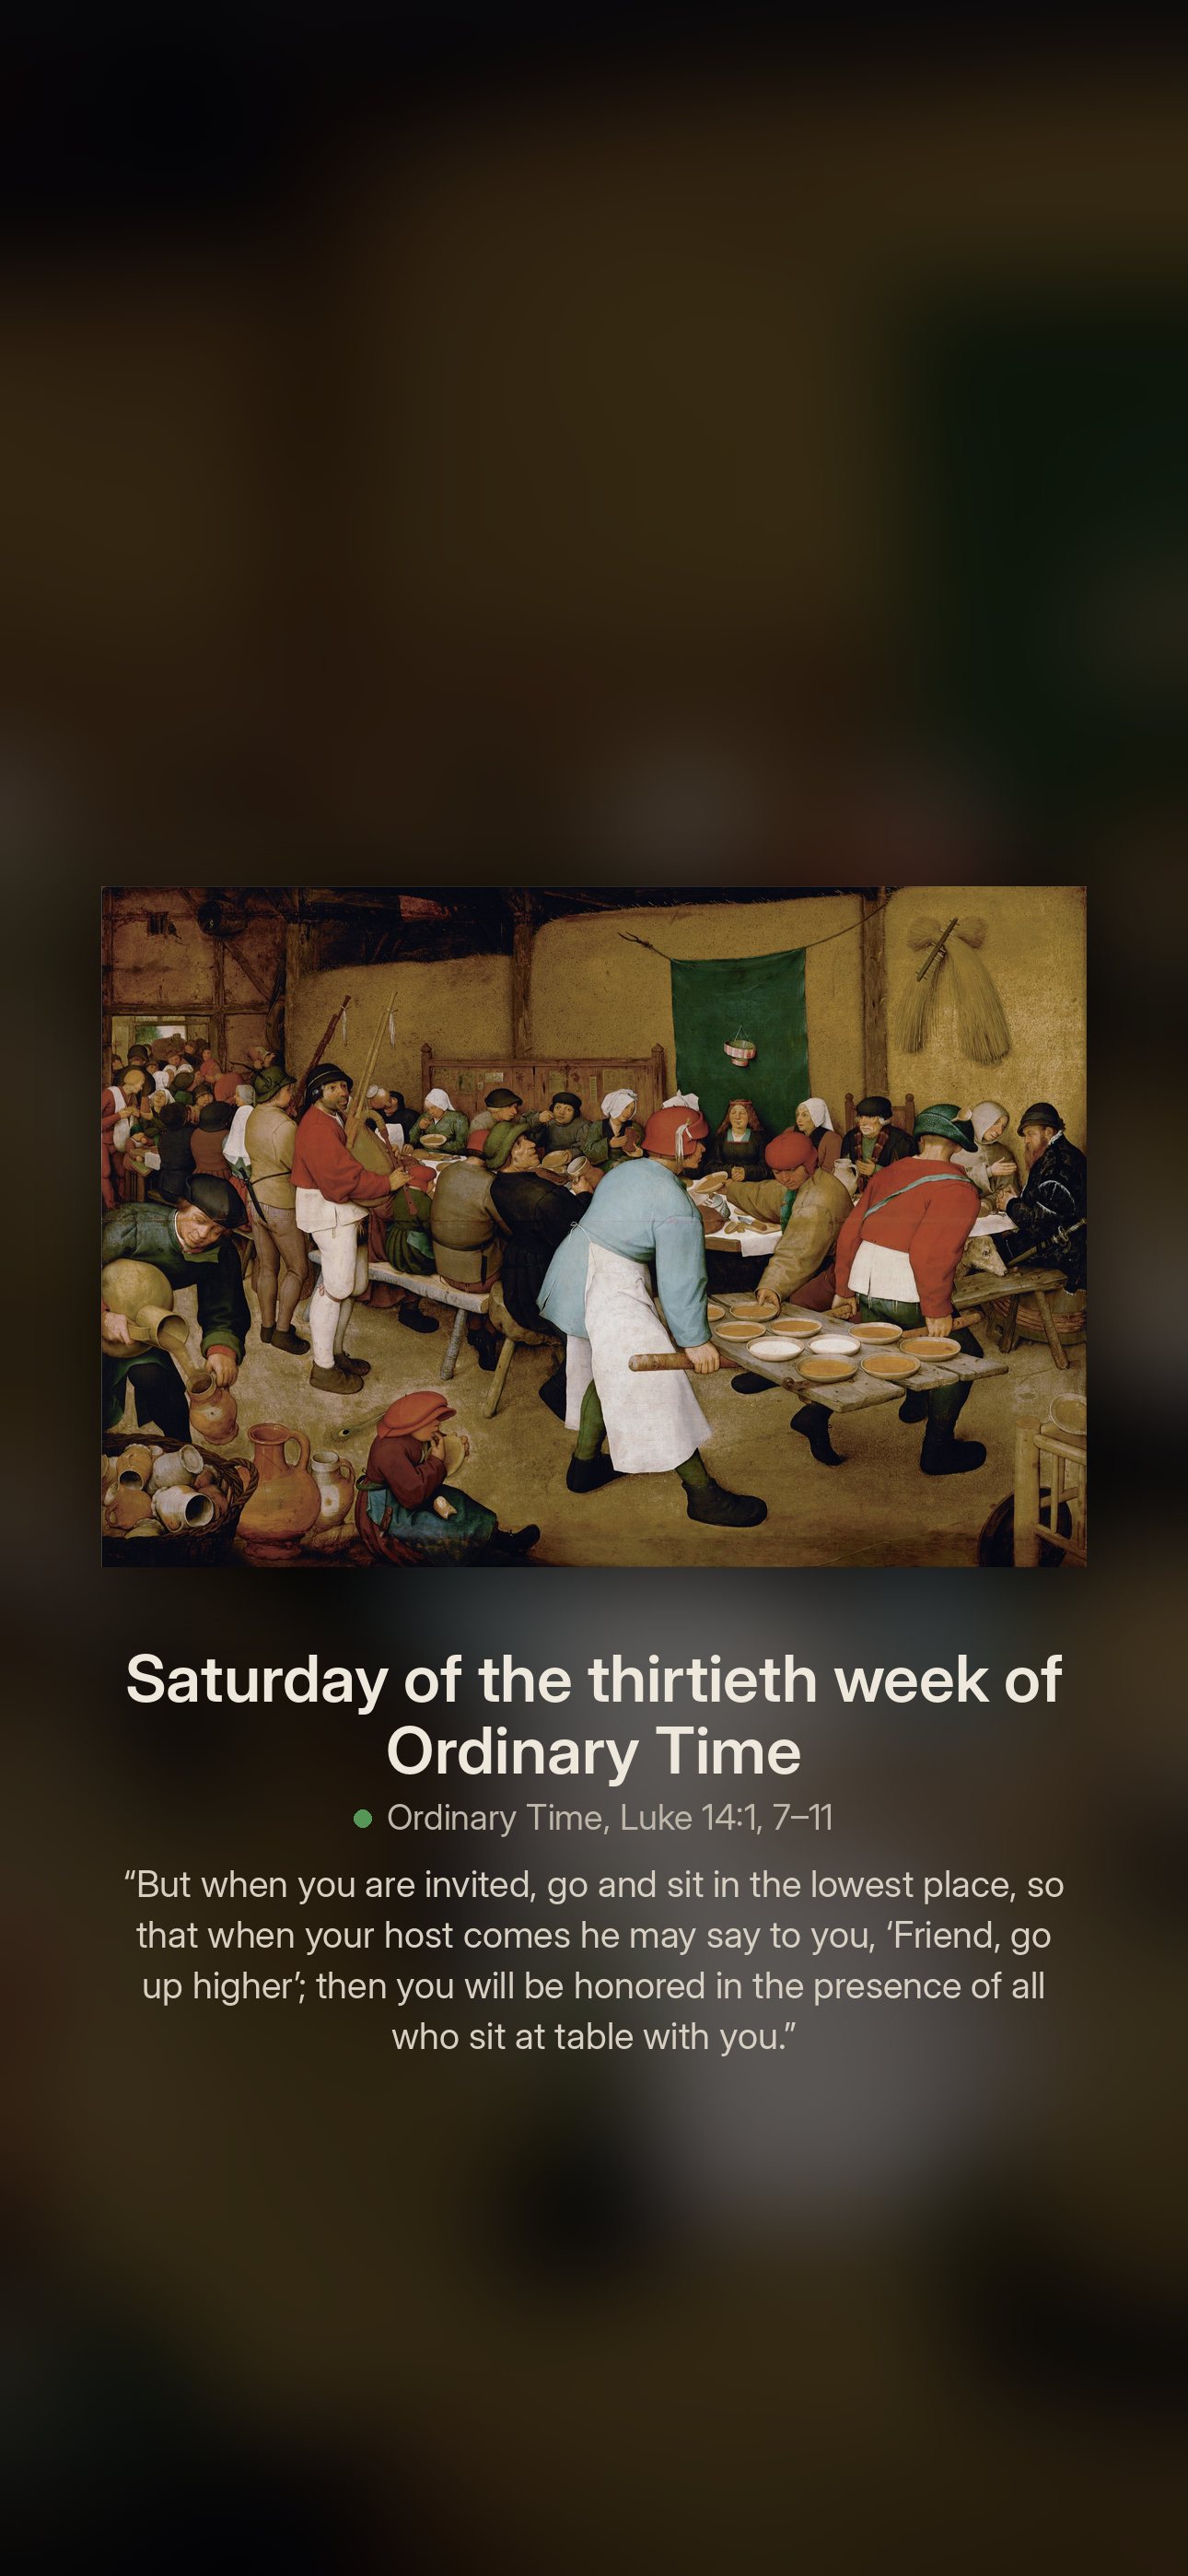 Saturday of the thirtieth week of
Ordinary Time
Ordinary Time, Luke 14:1, 7–11
“But when you are invited, go and sit in the lowest place, so
that when your host comes he may say to you, ‘Friend, go
up higher’; then you will be honored in the presence of all
who sit at table with you.”